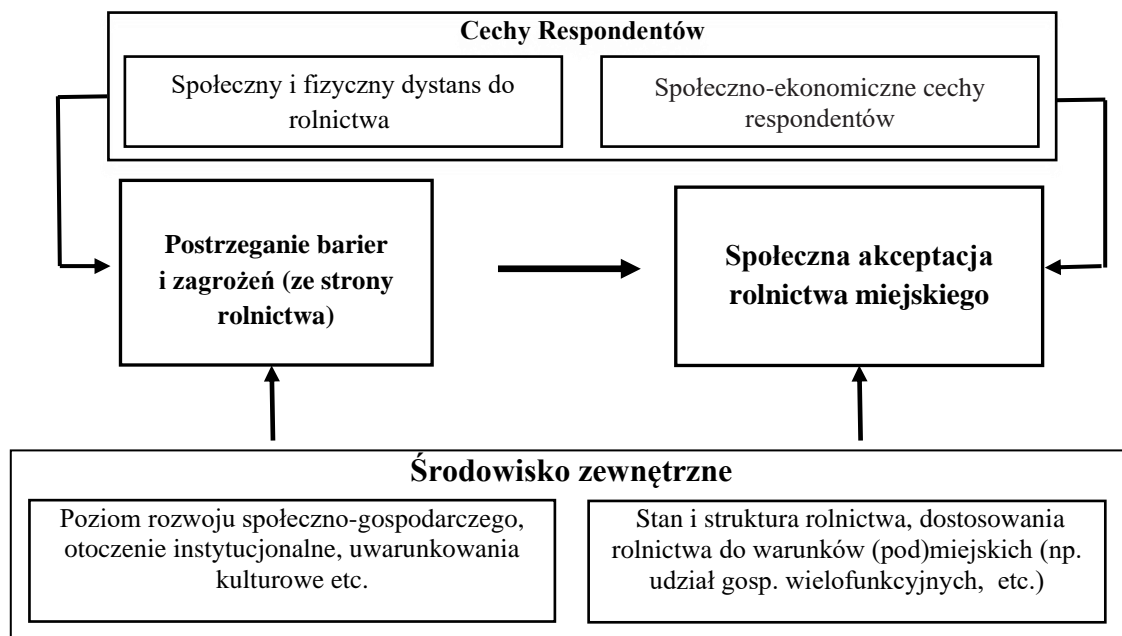 Cechy Respondentów
Społeczny i fizyczny dystans do
rolnictwa
Społeczno-ekonomiczne cechy
respondentów
Postrzeganie barier
i zagrożeń (ze strony
rolnictwa)
Społeczna akceptacja
rolnictwa miejskiego
Środowisko zewnętrzne
Poziom rozwoju społeczno-gospodarczego,
otoczenie instytucjonalne, uwarunkowania
kulturowe etc.
Stan i struktura rolnictwa, dostosowania
rolnictwa do warunków (pod)miejskich (np.
udział gosp. wielofunkcyjnych, etc.)